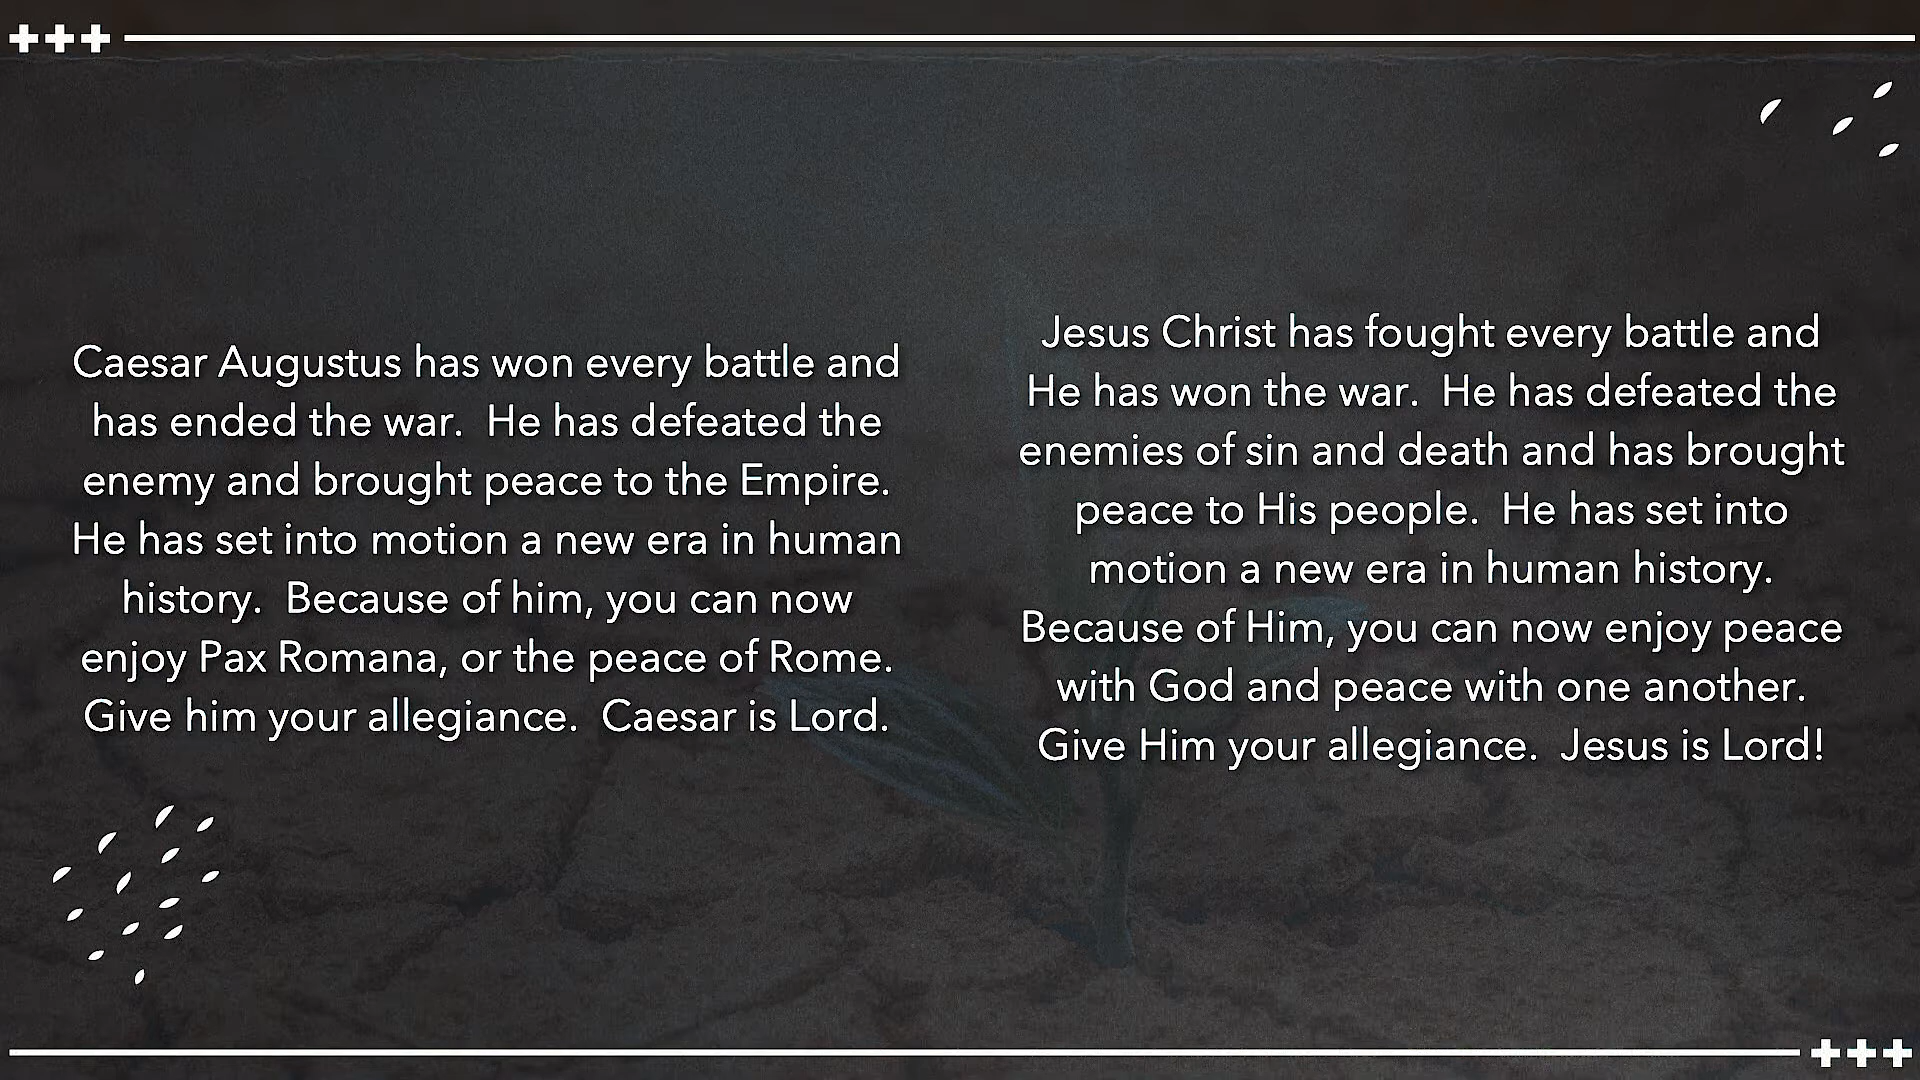 Caesar Augustus has won every battle and
has ended the war.  He has defeated the
enemy and brought peace to the Empire.
He has set into motion a new era in human
history.  Because of him, you can now
enjoy Pax Romana, or the peace of Rome.
Give him your allegiance.  Caesar is Lord.
Jesus Christ has fought every battle and
He has won the war.  He has defeated the
enemies of sin and death and has brought
peace to His people.  He has set into
motion a new era in human history.
Because of Him, you can now enjoy peace
with God and peace with one another.
Give Him your allegiance.  Jesus is Lord!